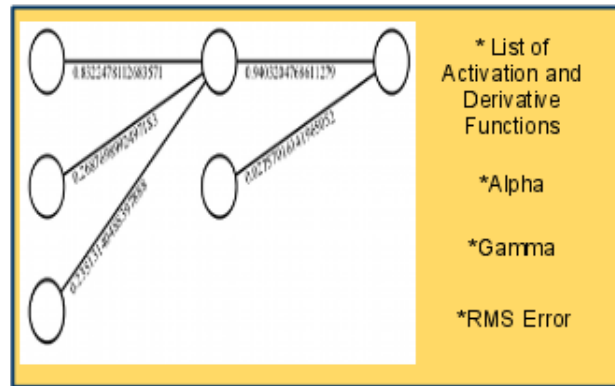 0.8322478112683571
0.9403204768611279
* List of
Activation and
Derivative
Functions
*Alpha
*Gamma
*RMS Error